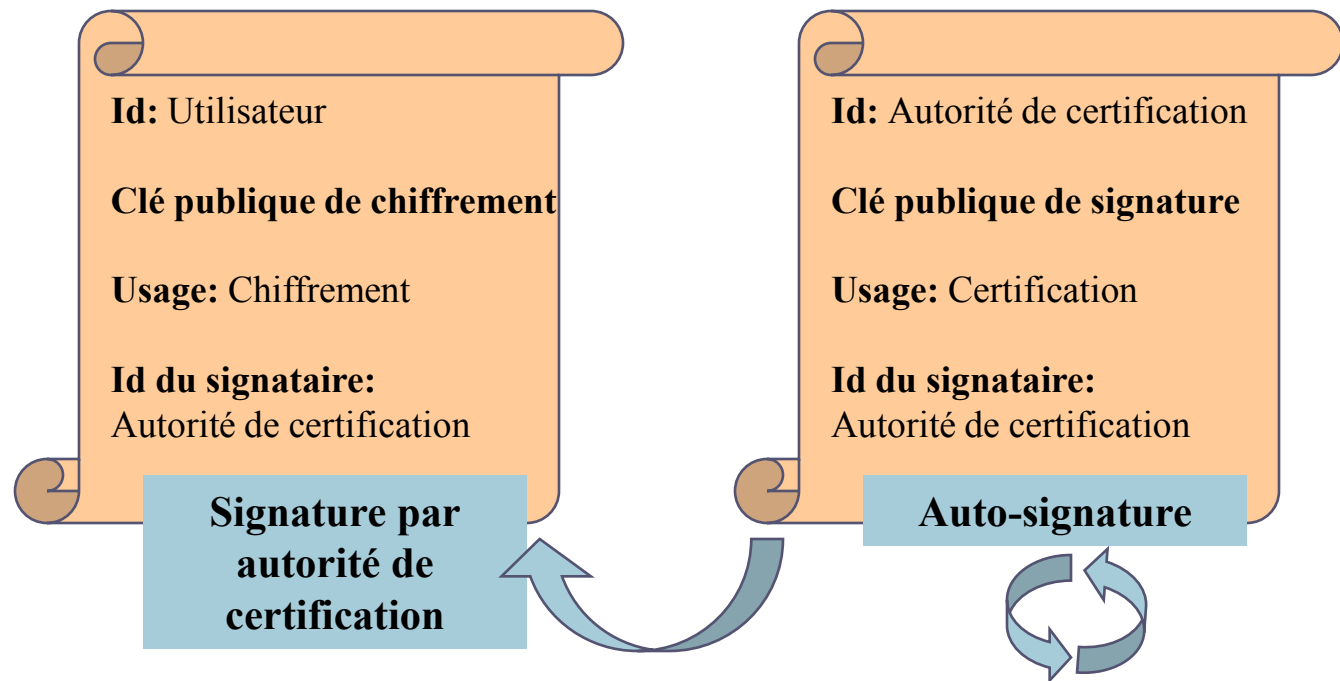 Id: Utilisateur
Clé publique de chiffrement
Usage: Chiffrement
Id du signataire:
Autorité de certification
Signature par
autorité de
certification
Id: Autorité de certification
Clé publique de signature
Usage: Certification
Id du signataire:
Autorité de certification
Auto-signature